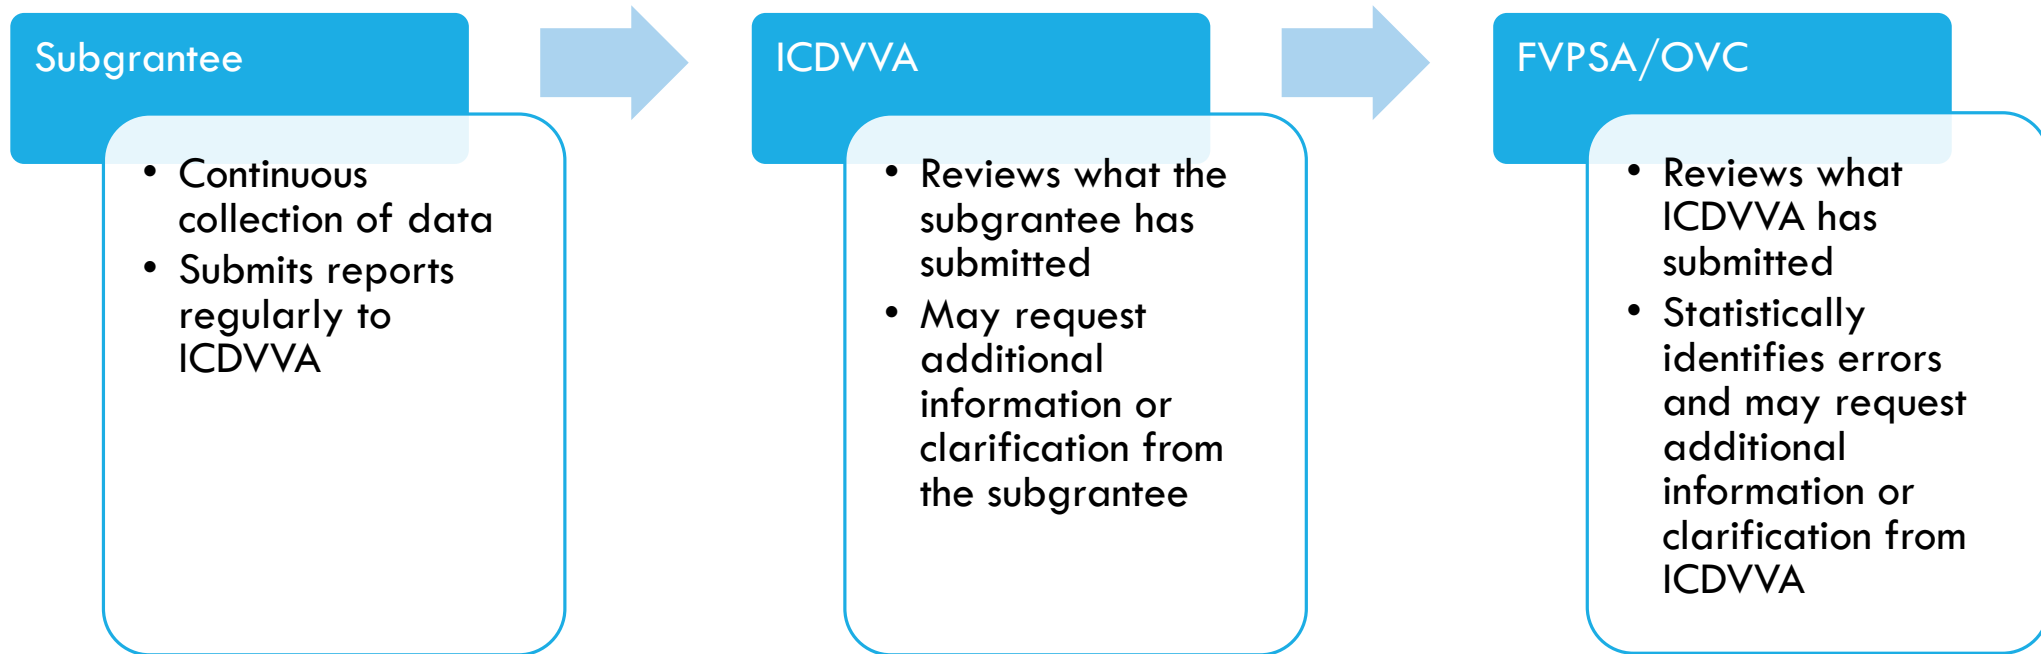 Subgrantee
• Continuous
collection of data
• Submits reports
regularly to
ICDVVA
ICDVVA
• Reviews what the
subgrantee has
submitted
• May request
additional
information or
clarification from
the subgrantee
FVPSA/OVC
• Reviews what
ICDVVA has
submitted
• Statistically
identifies errors
and may request
additional
information or
clarification from
ICDVVA